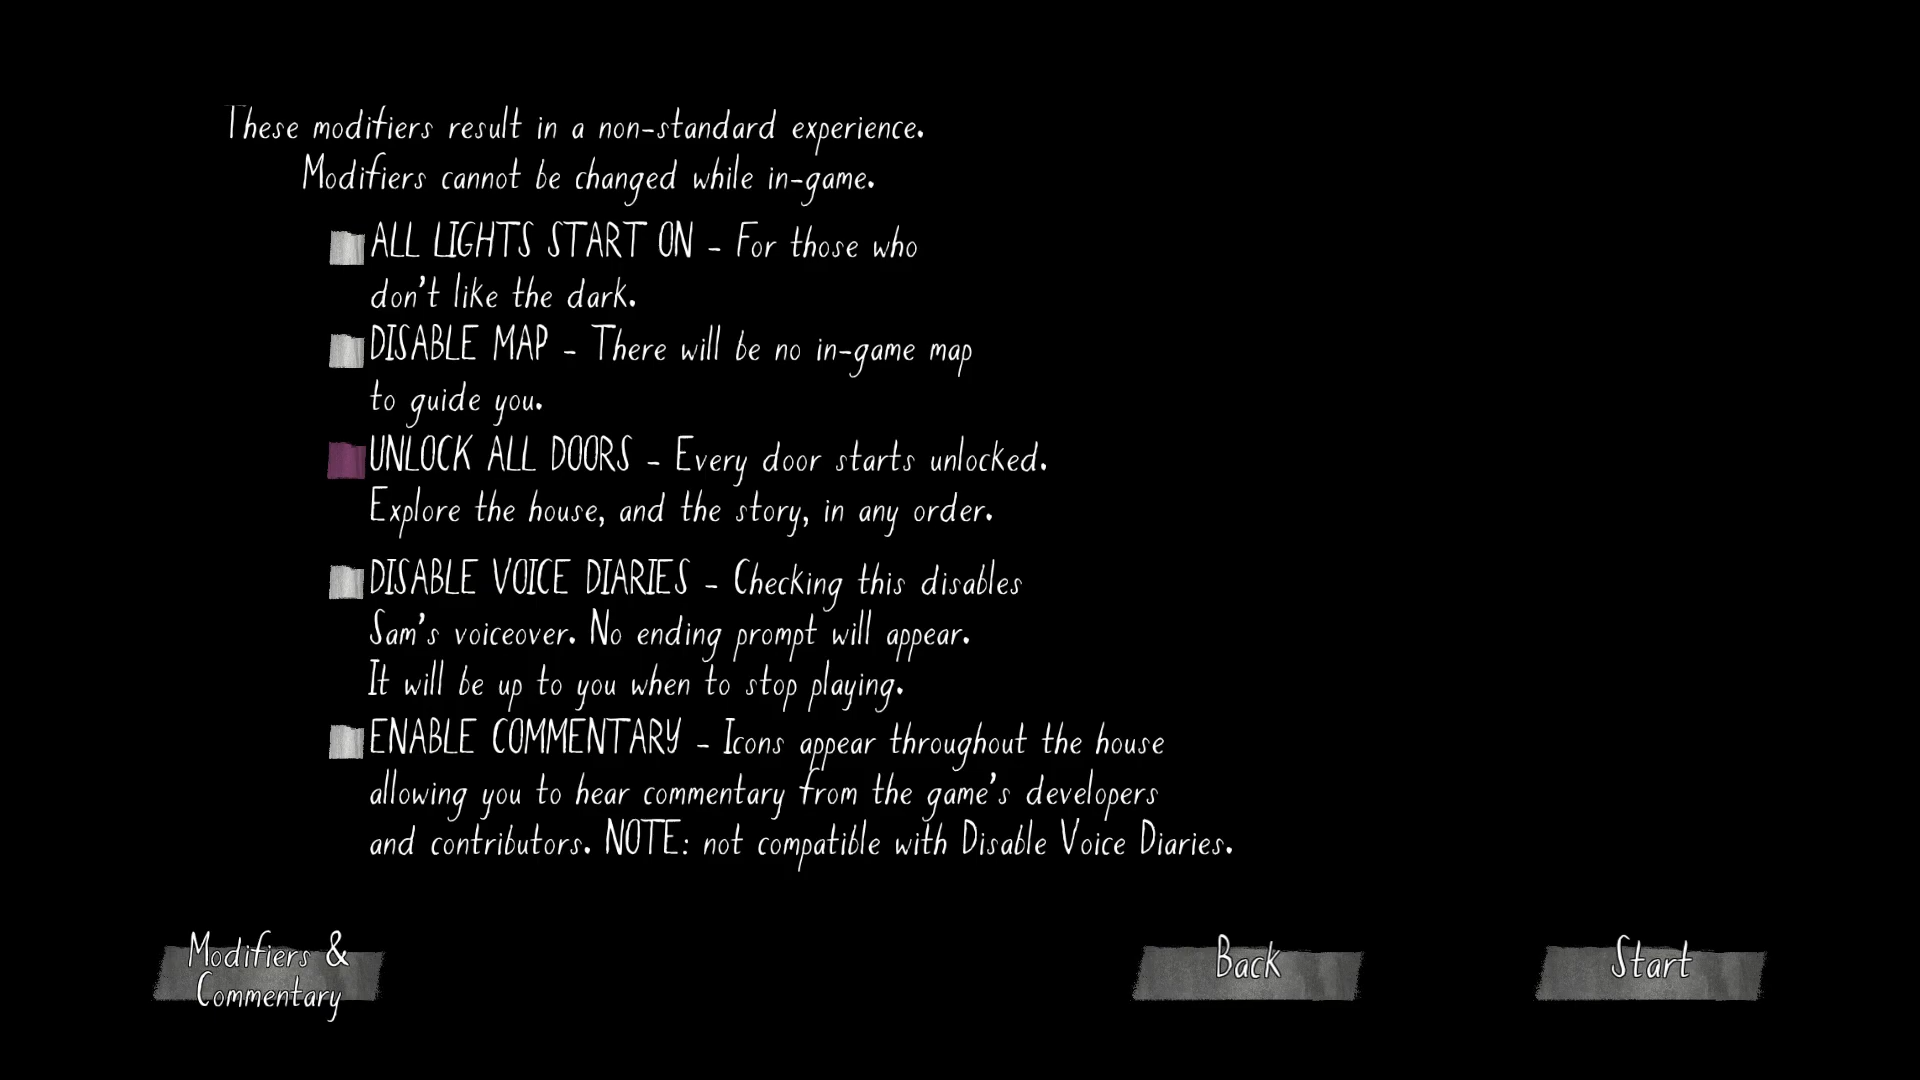 These modifiers result in a non-standard experience.
Modifiers cannot be changed while in-game.
ALL LIGHTS START ON - For those who
don't like the dark.
DISABLE MAP - There will be no in-game map
to guide you.
UNLOCK ALL DOORS - Every door starts unlocked.
Explore the house, and the story, in any order.
DISABLE VOICE DIARIES - Checking this disables
Sam's voiceover. No ending prompt will appear.
It will be up to you when to stop playing.
ENABLE COMMENTARY - Icons appear throughout the house
allowing you to hear commentary from the game's developers
and contributors. NOTE: not compatible with Disable Voice Diaries.
Modifiers &
Commentary
Back
Start